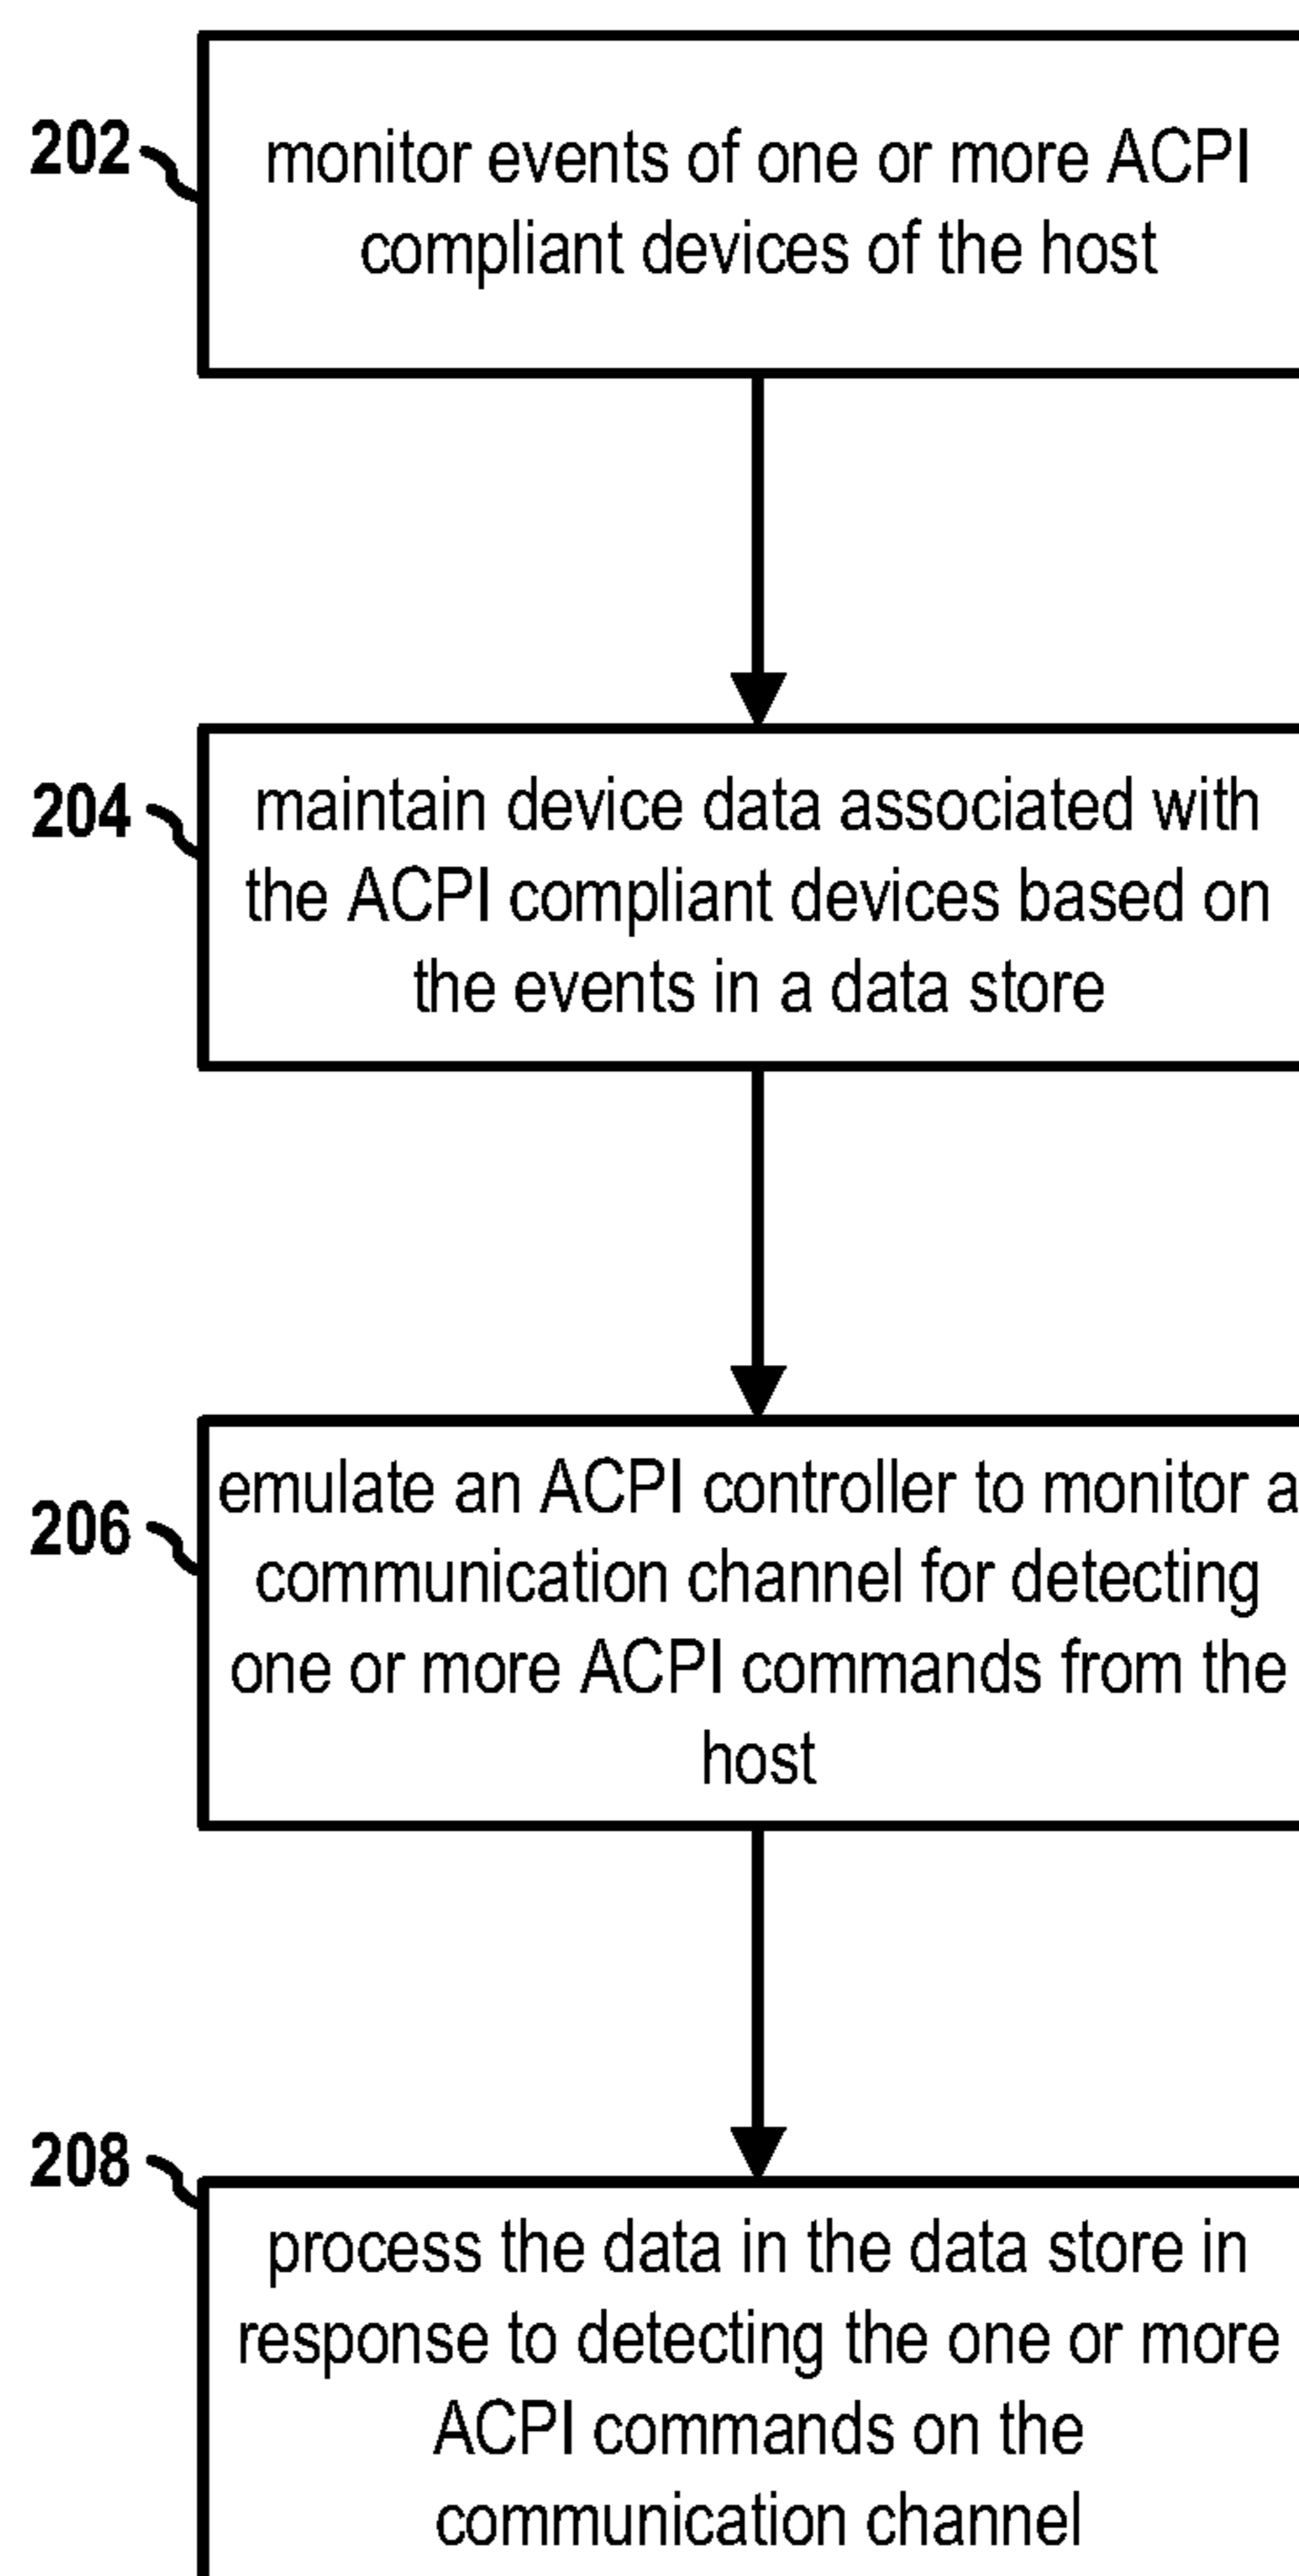 202
monitor events of one or more ACPI
compliant devices of the host
204
maintain device data associated with
the ACPI compliant devices based on
the events in a data store
206
emulate an ACPI controller to monitor a
communication channel for detecting
one or more ACPI commands from the
host
208
process the data in the data store in
response to detecting the one or more
ACPI commands on the
communication channel